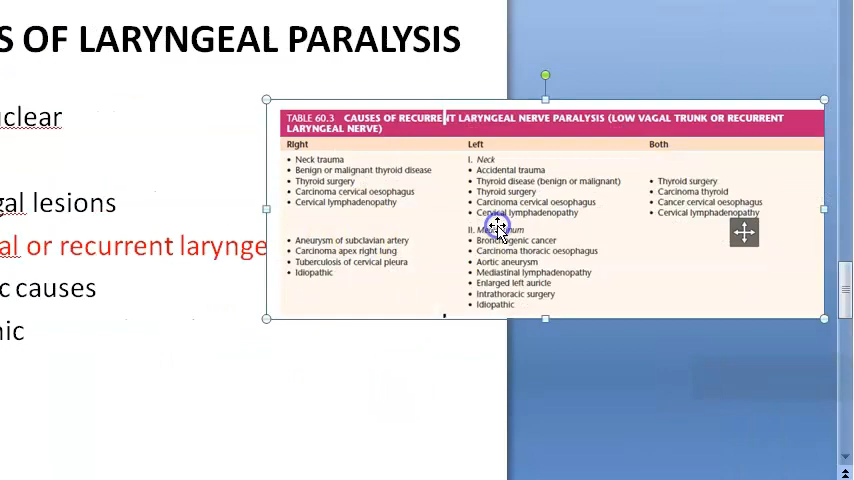 S OF LARYNGEAL PARALYSIS
uclear
gal lesions
al or recurrent larynge
c causes
nic
TABLE 60.3 CAUSES OF RECURRENT LARYNGEAL NERVE PARALYSIS (LOW VAGAL TRUNK OR RECURRENT
LARYNGEAL NERVE)
Right
• Neck trauma
• Benign or malignant thyroid disease
• Thyroid surgery
• Carcinoma cervical oesophagus
• Cervical lymphadenopathy
• Aneurysm of subclavian artery
• Carcinoma apex right lung
• Tuberculosis of cervical pleura
• Idiopathic
Left
I. Neck
• Accidental trauma
• Thyroid disease (benign or malignant)
• Thyroid surgery
• Carcinoma cervical oesophagus
• Cervical lymphadenopathy
II.
• Bronchogenic cancer
• Carcinoma thoracic oesophagus
• Aortic aneurysm
• Mediastinal lymphadenopathy
• Enlarged left auricle
• Intrathoracic surgery
• Idiopathic
Both
• Thyroid surgery
• Carcinoma thyroid
• Cancer cervical oesophagus
• Cervical lymphadenopathy